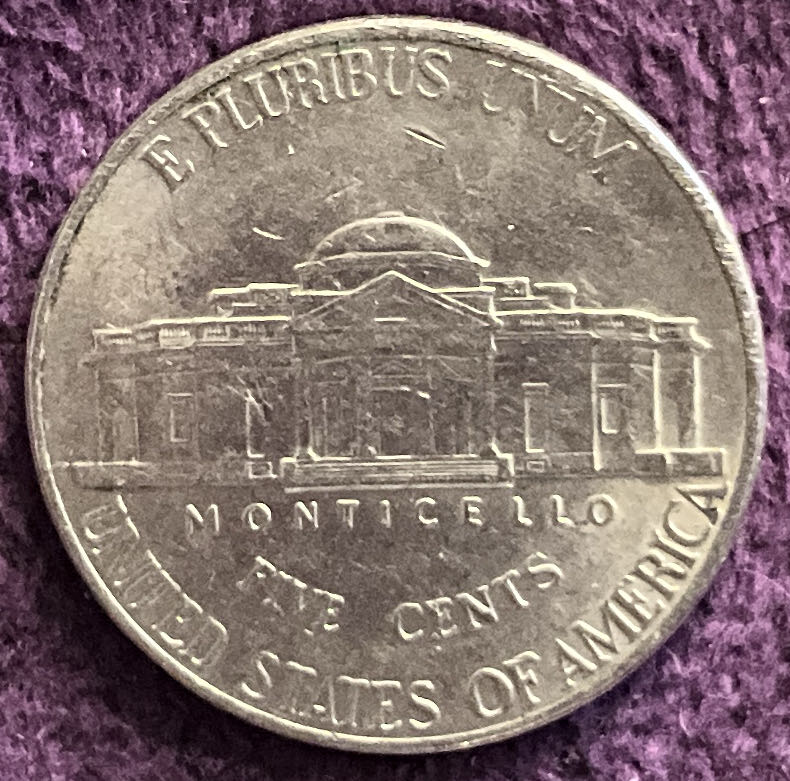 E PLURIBUS UNUM
MONTICELLO
FIVE CENTS
UNITED STATES OF AMERICA